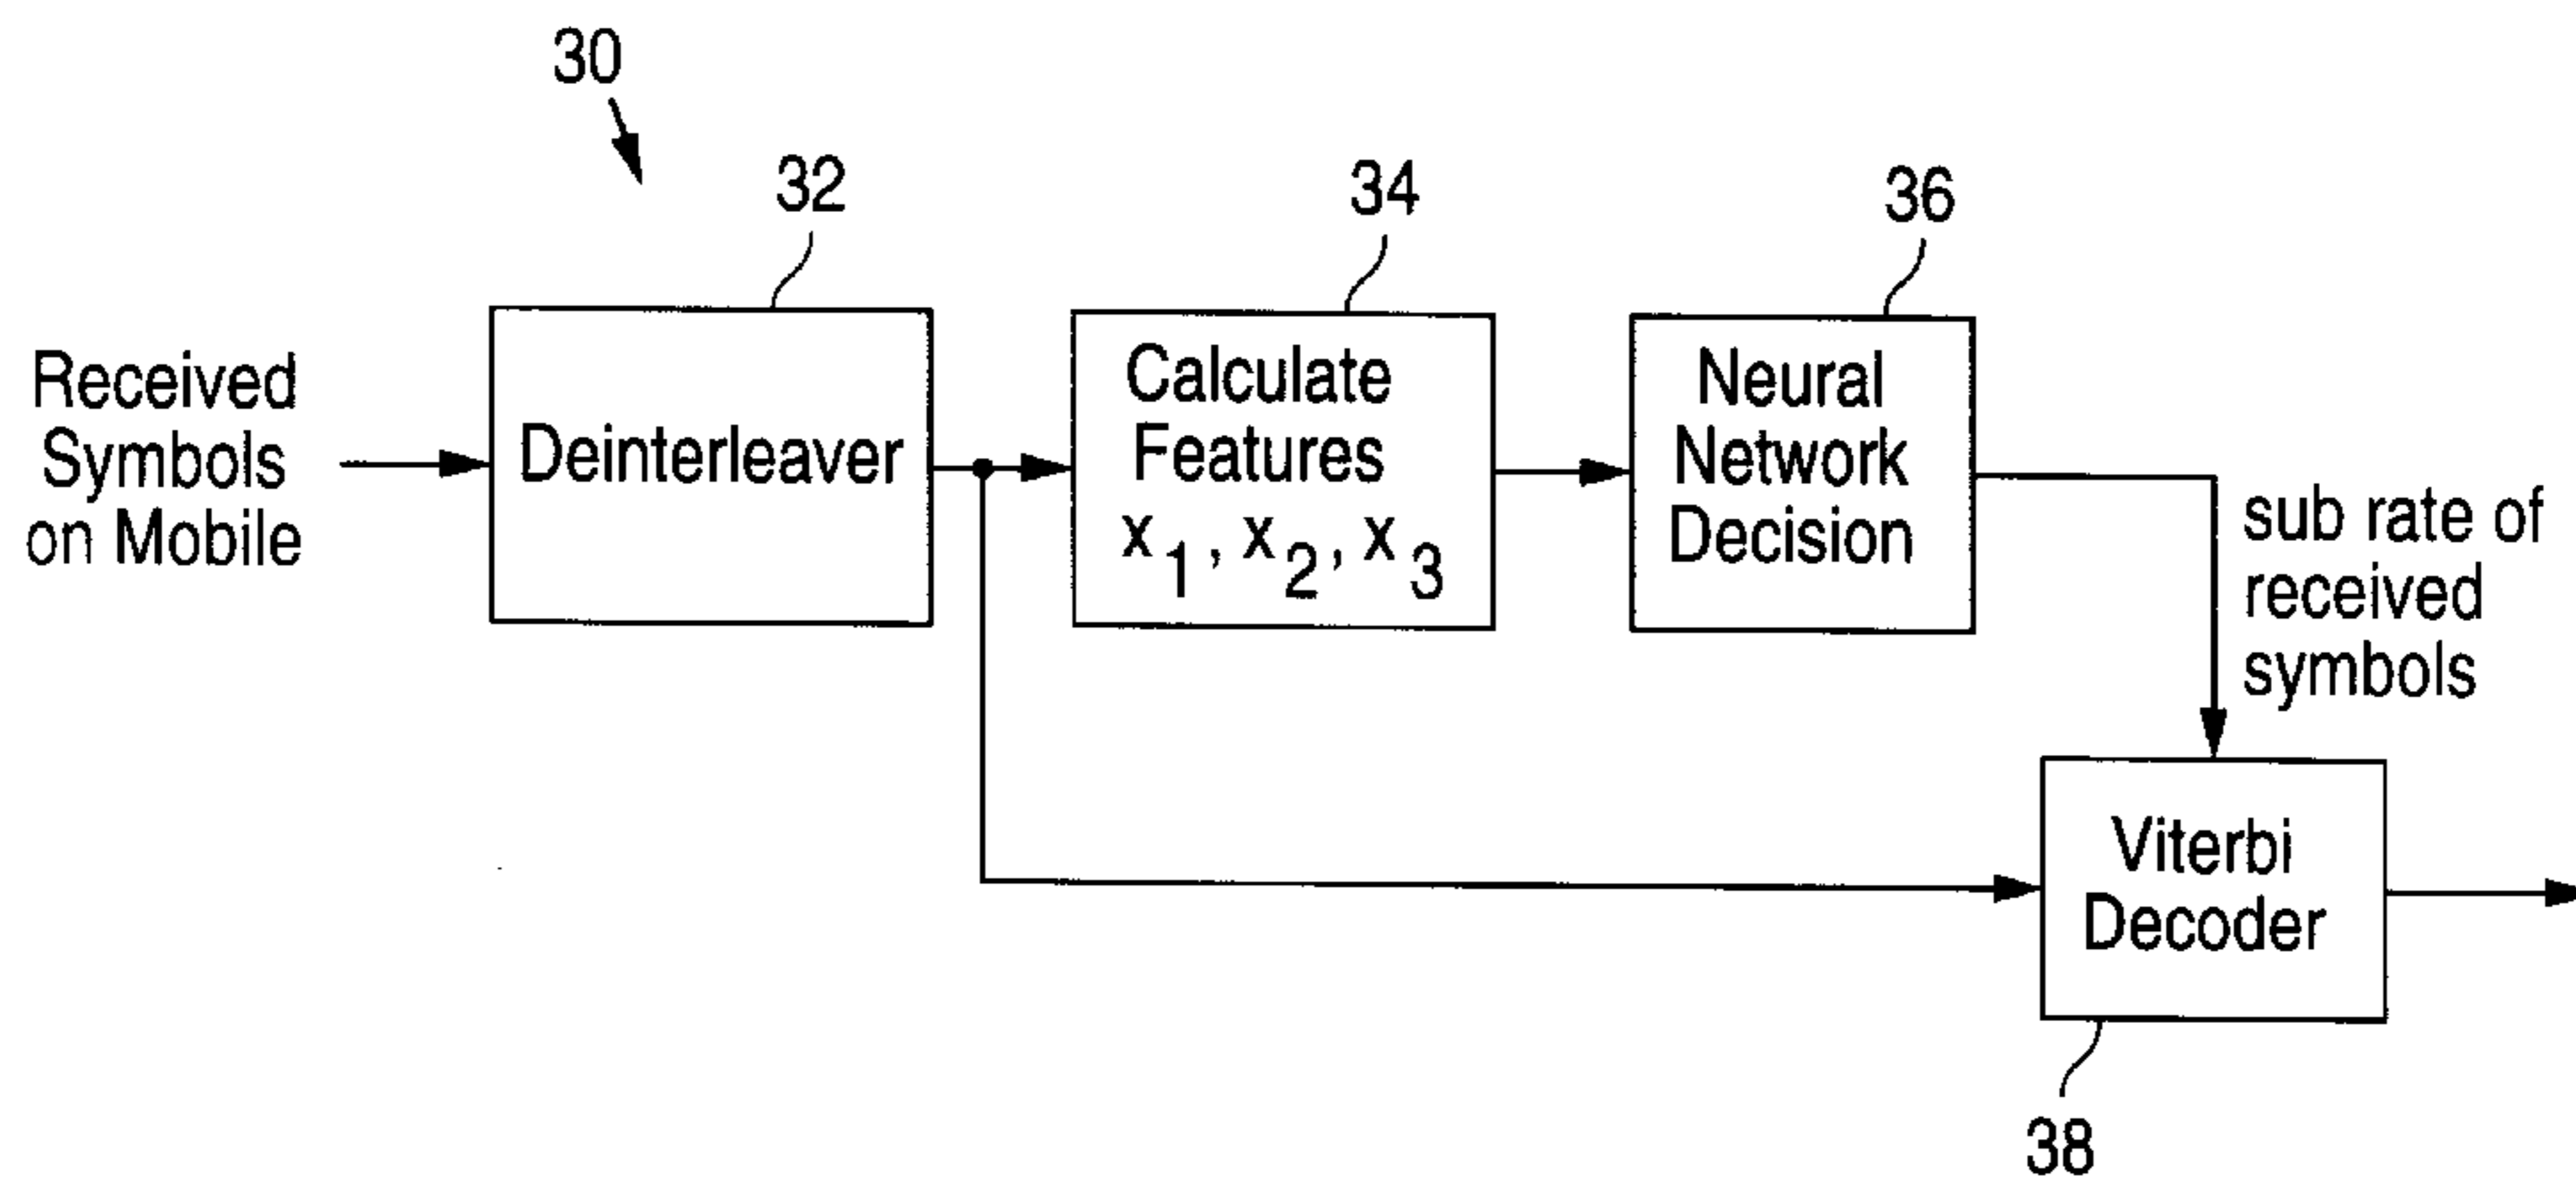 30
32
34
36
Received
Symbols
on Mobile
Deinterleaver
Calculate
Features
x₁, x₂, x₃
Neural
Network
Decision
sub rate of
received
symbols
Viterbi
Decoder
38